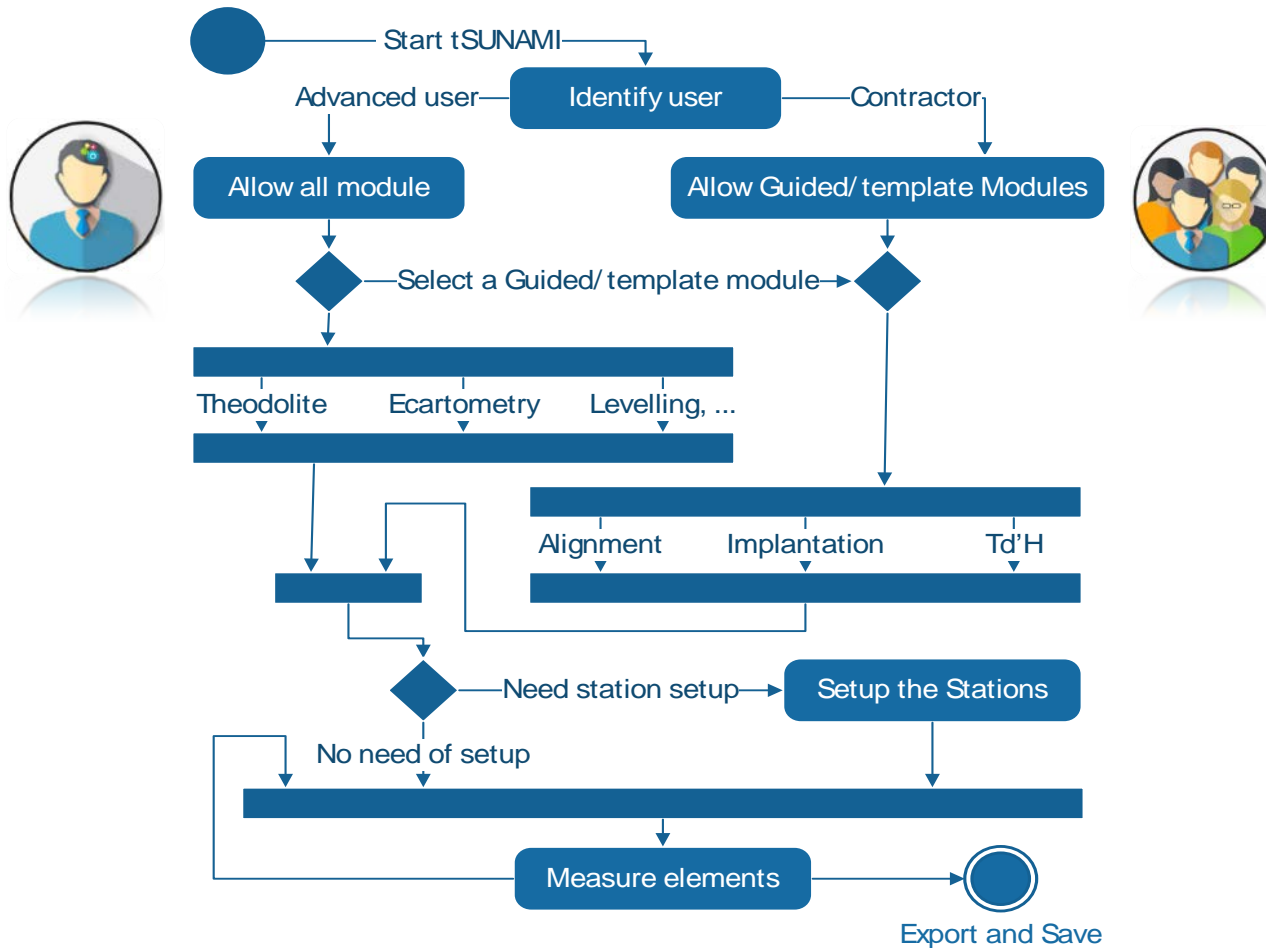 Start tSUNAMI
Advanced user
Identify user
Contractor
Allow all module
Allow Guided/ template Modules
Select a Guided/ template module
Theodolite
Ecartometry
Levelling, ...
Alignment
Implantation
Td’H
Need station setup
Setup the Stations
No need of setup
Measure elements
Export and Save